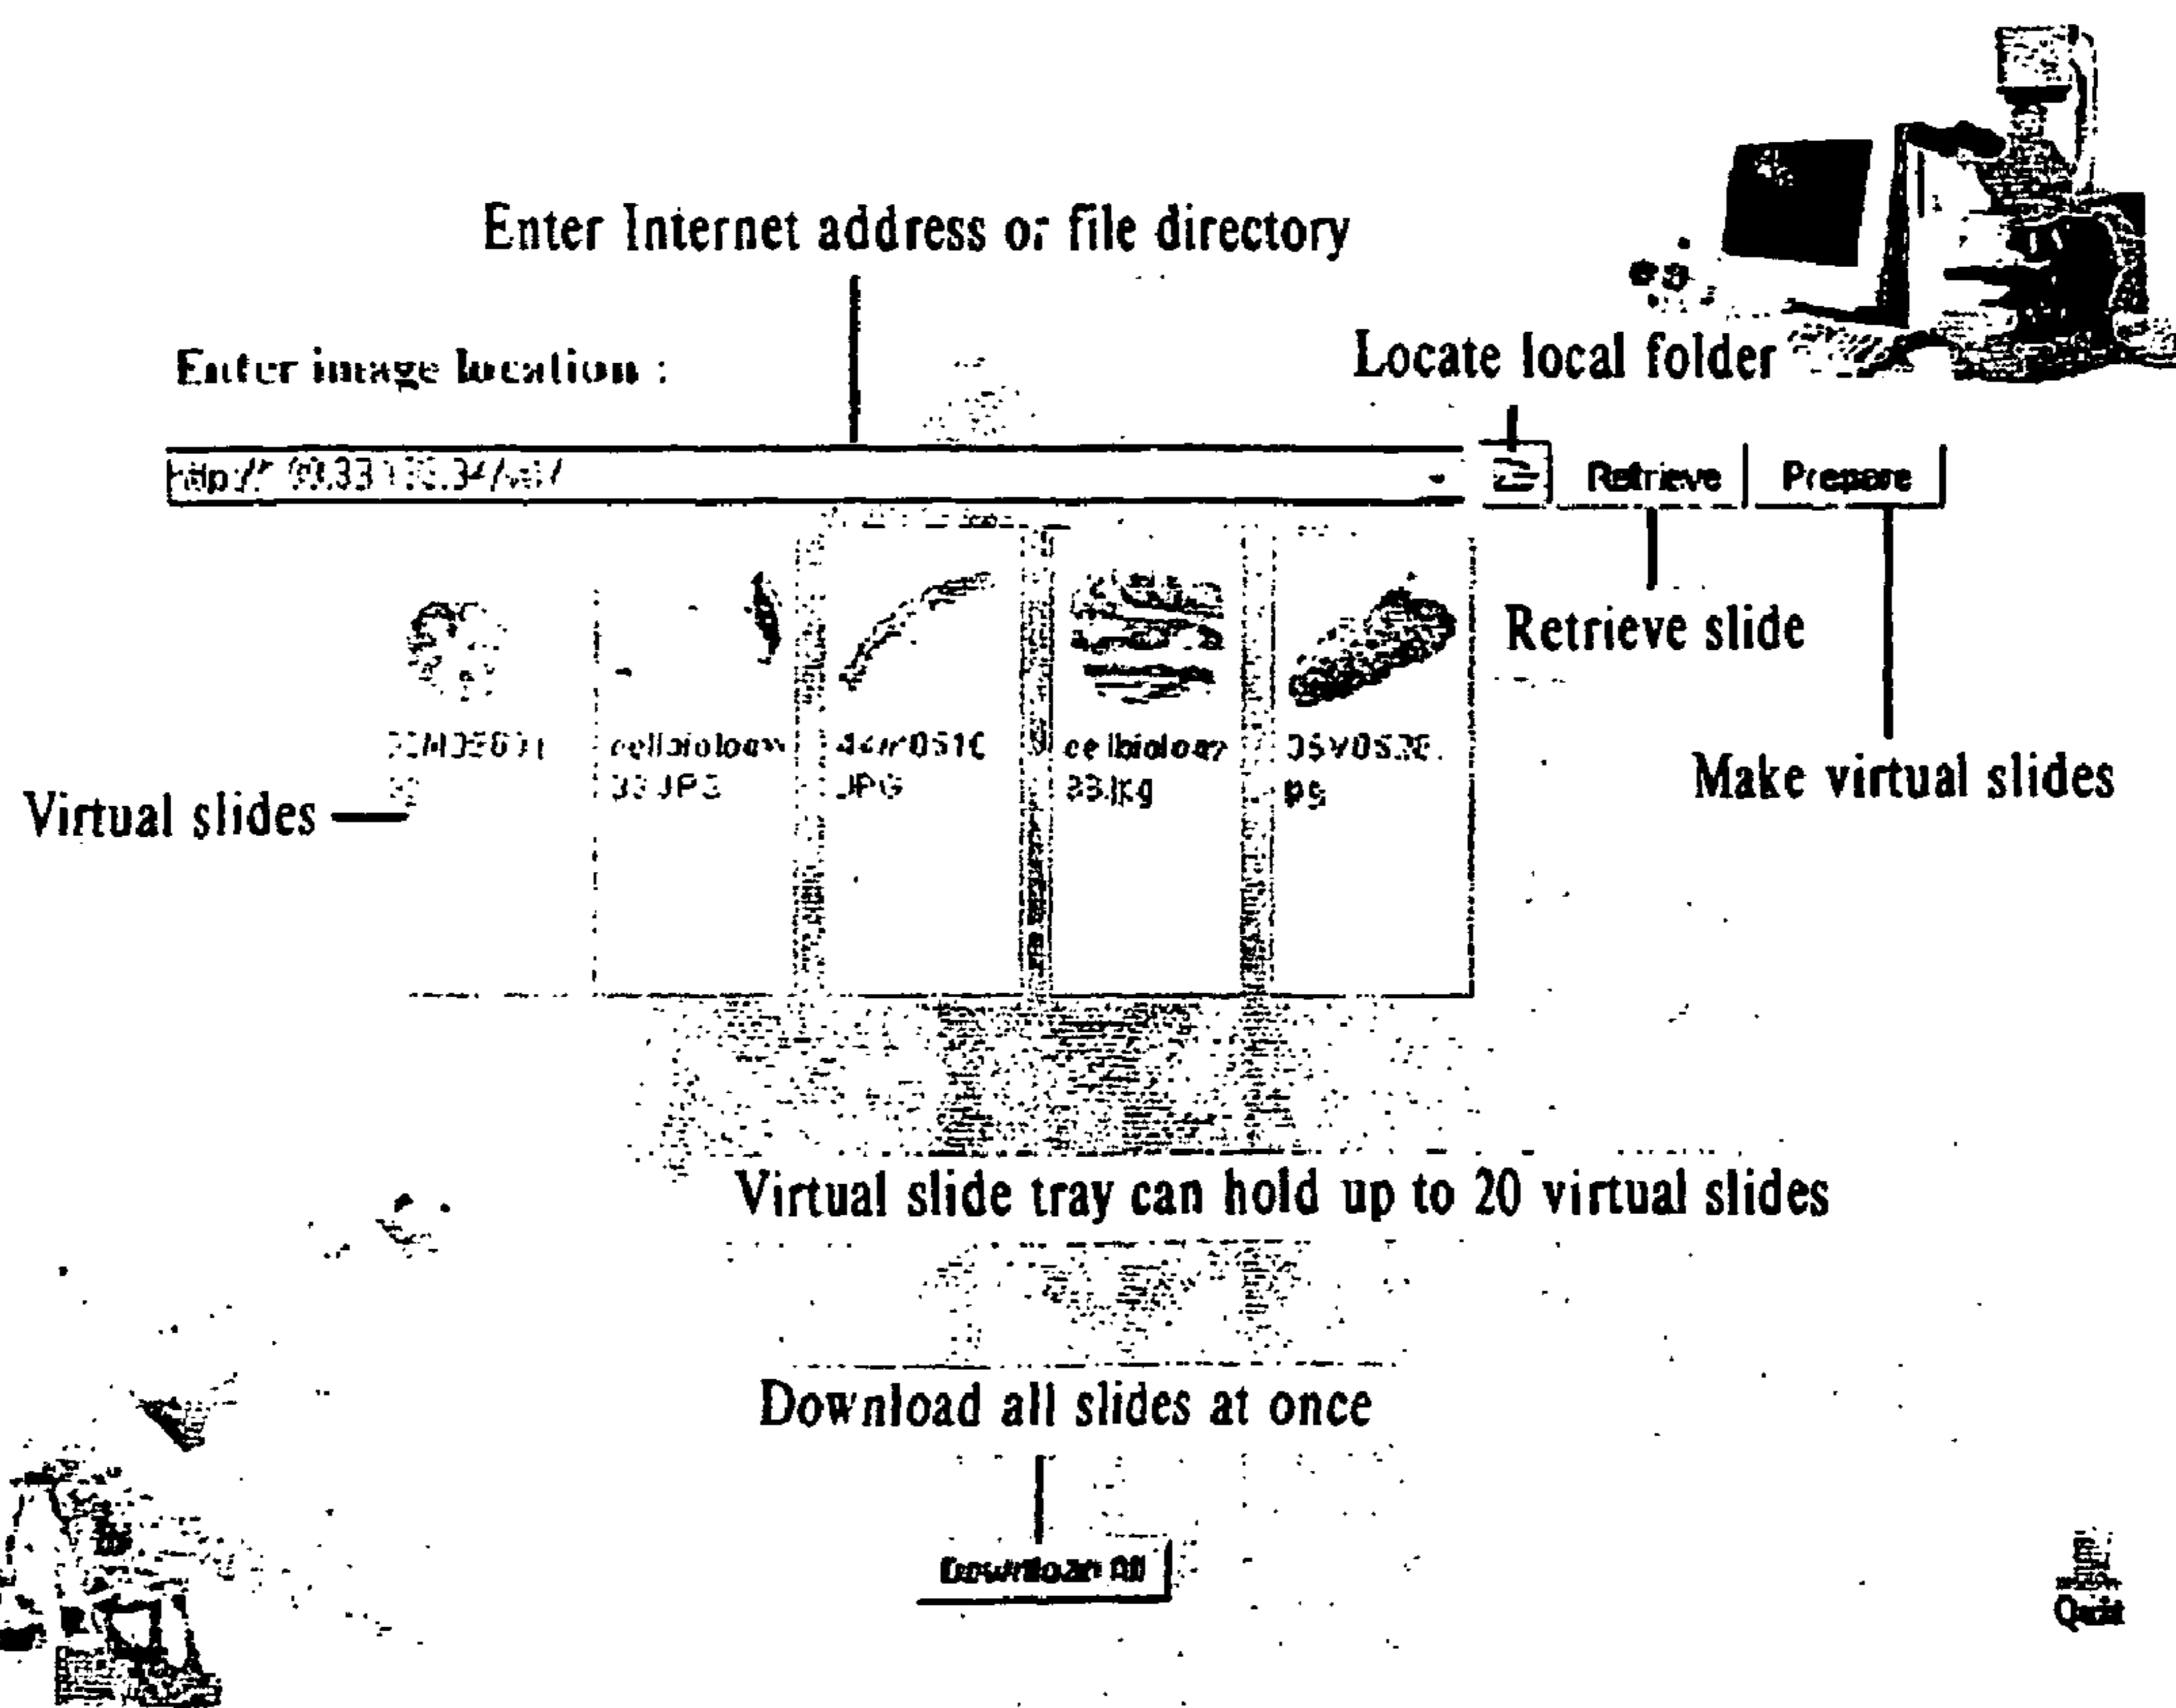 Enter Internet address or file directory
Enter image location :
Locate local folder
Retrieve
Prepare
Retrieve slide
Make virtual slides
Virtual slides
JPG
Virtual slide tray can hold up to 20 virtual slides
Download all slides at once
Download All